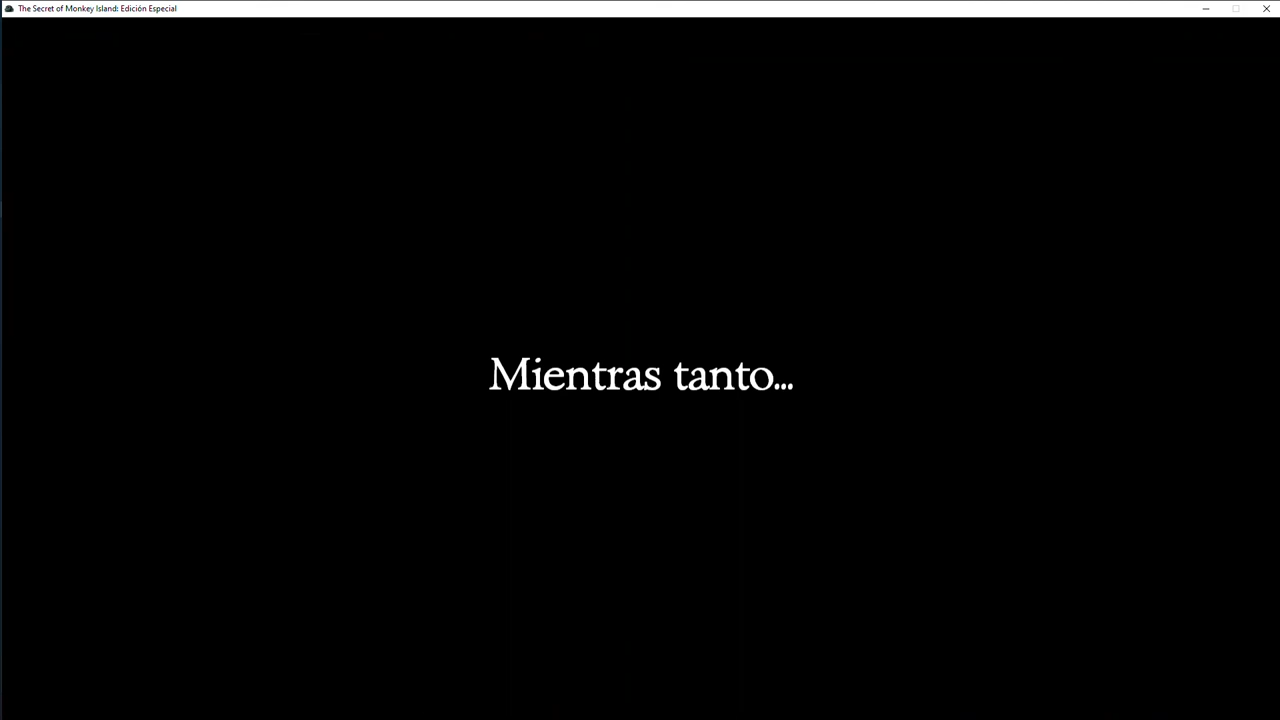 The Secret of Monkey Island: Edición Especial
Mientras tanto...